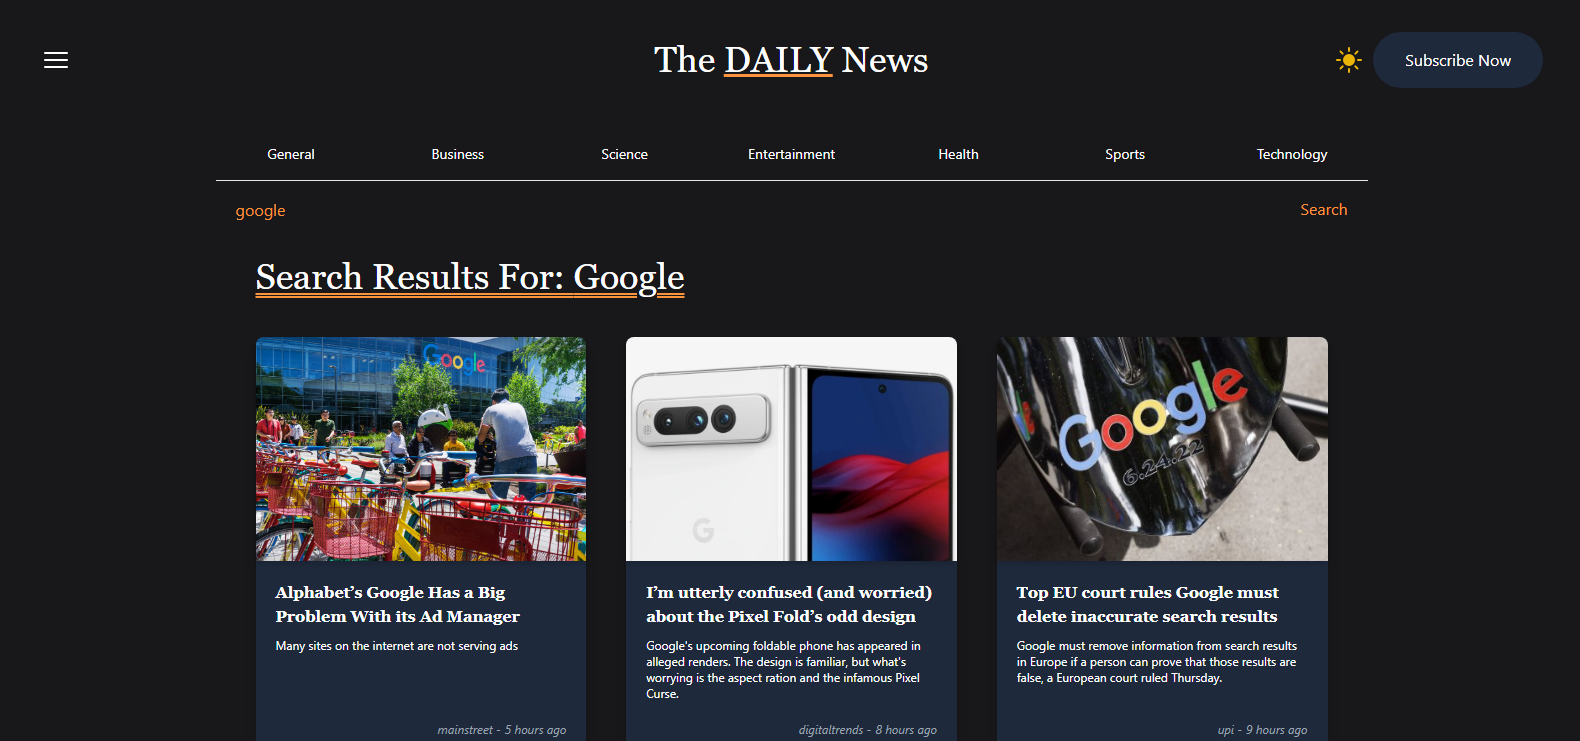 The DAILY News
Subscribe Now
General
Business
Science
Entertainment
Health
Sports
Technology
google
Search
Search Results For: Google
Google
Google
6.24.22
Alphabet’s Google Has a Big
Problem With its Ad Manager
Many sites on the internet are not serving ads
mainstreet - 5 hours ago
I’m utterly confused (and worried)
about the Pixel Fold’s odd design
Google's upcoming foldable phone has appeared in
alleged renders. The design is familiar, but what's
worrying is the aspect ration and the infamous Pixel
Curse.
digitaltrends - 8 hours ago
Top EU court rules Google must
delete inaccurate search results
Google must remove information from search results
in Europe if a person can prove that those results are
false, a European court ruled Thursday.
upi - 9 hours ago